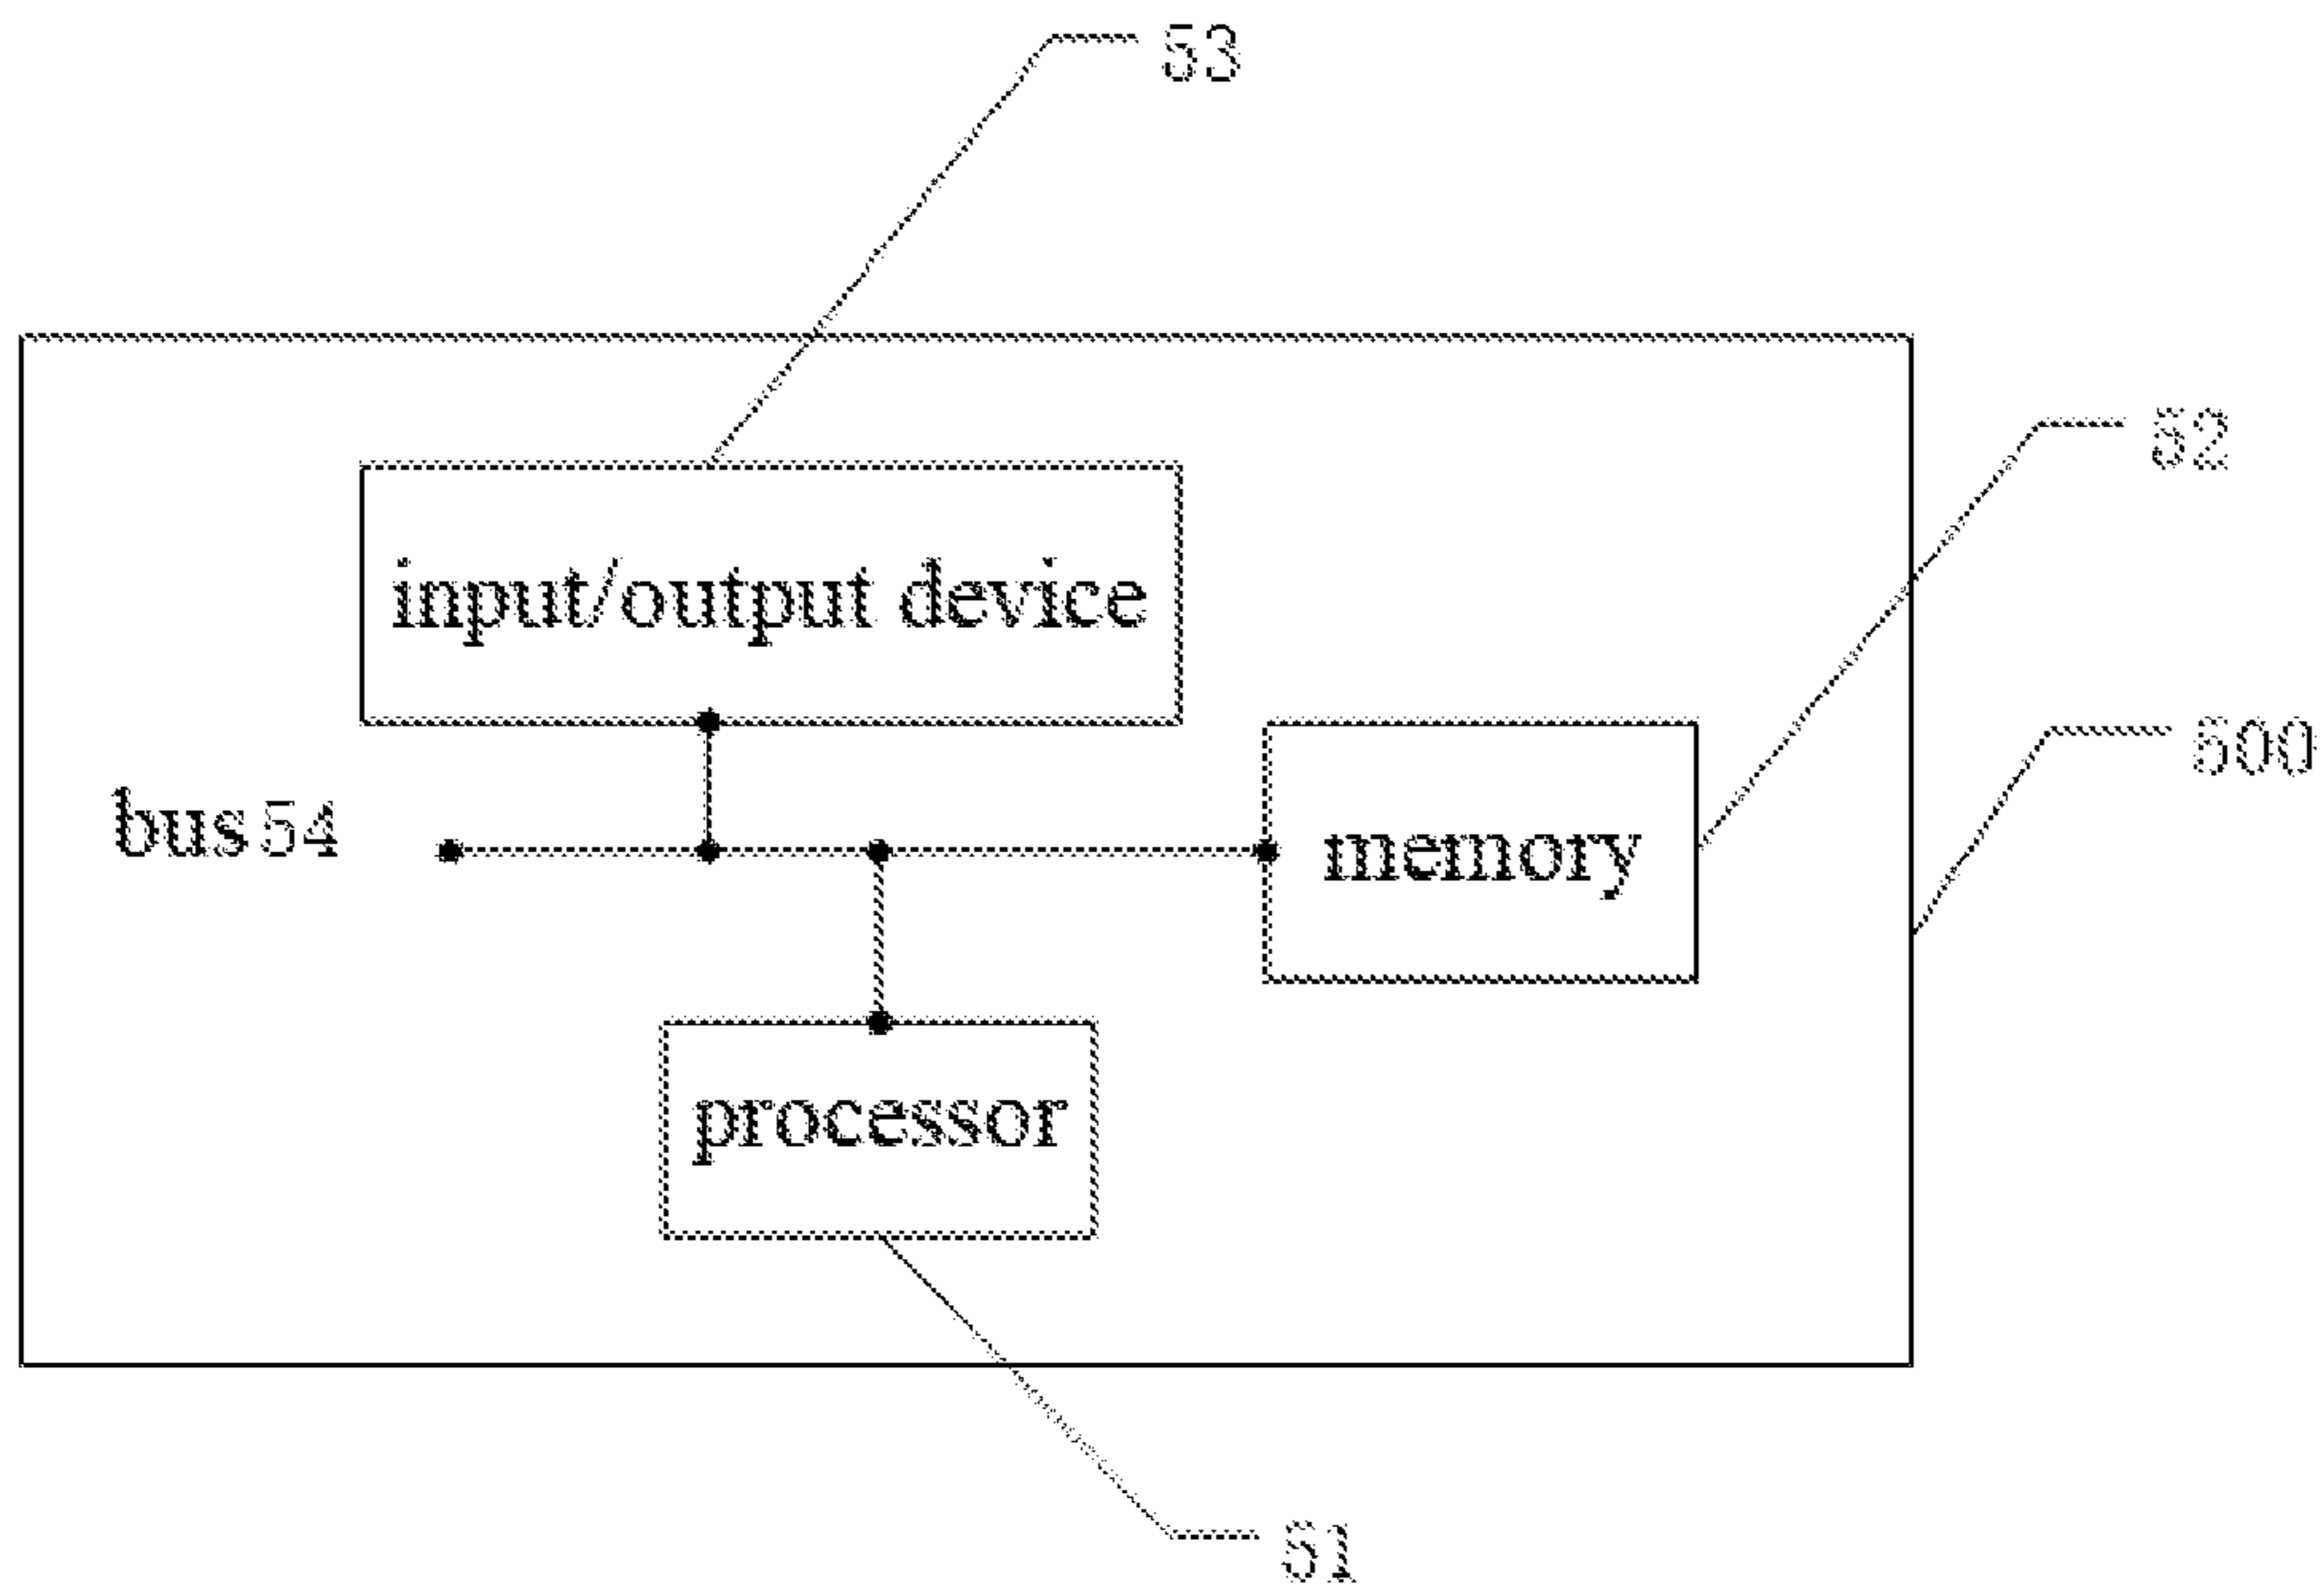 53
52
input/output device
500
bus 54
memory
processor
51